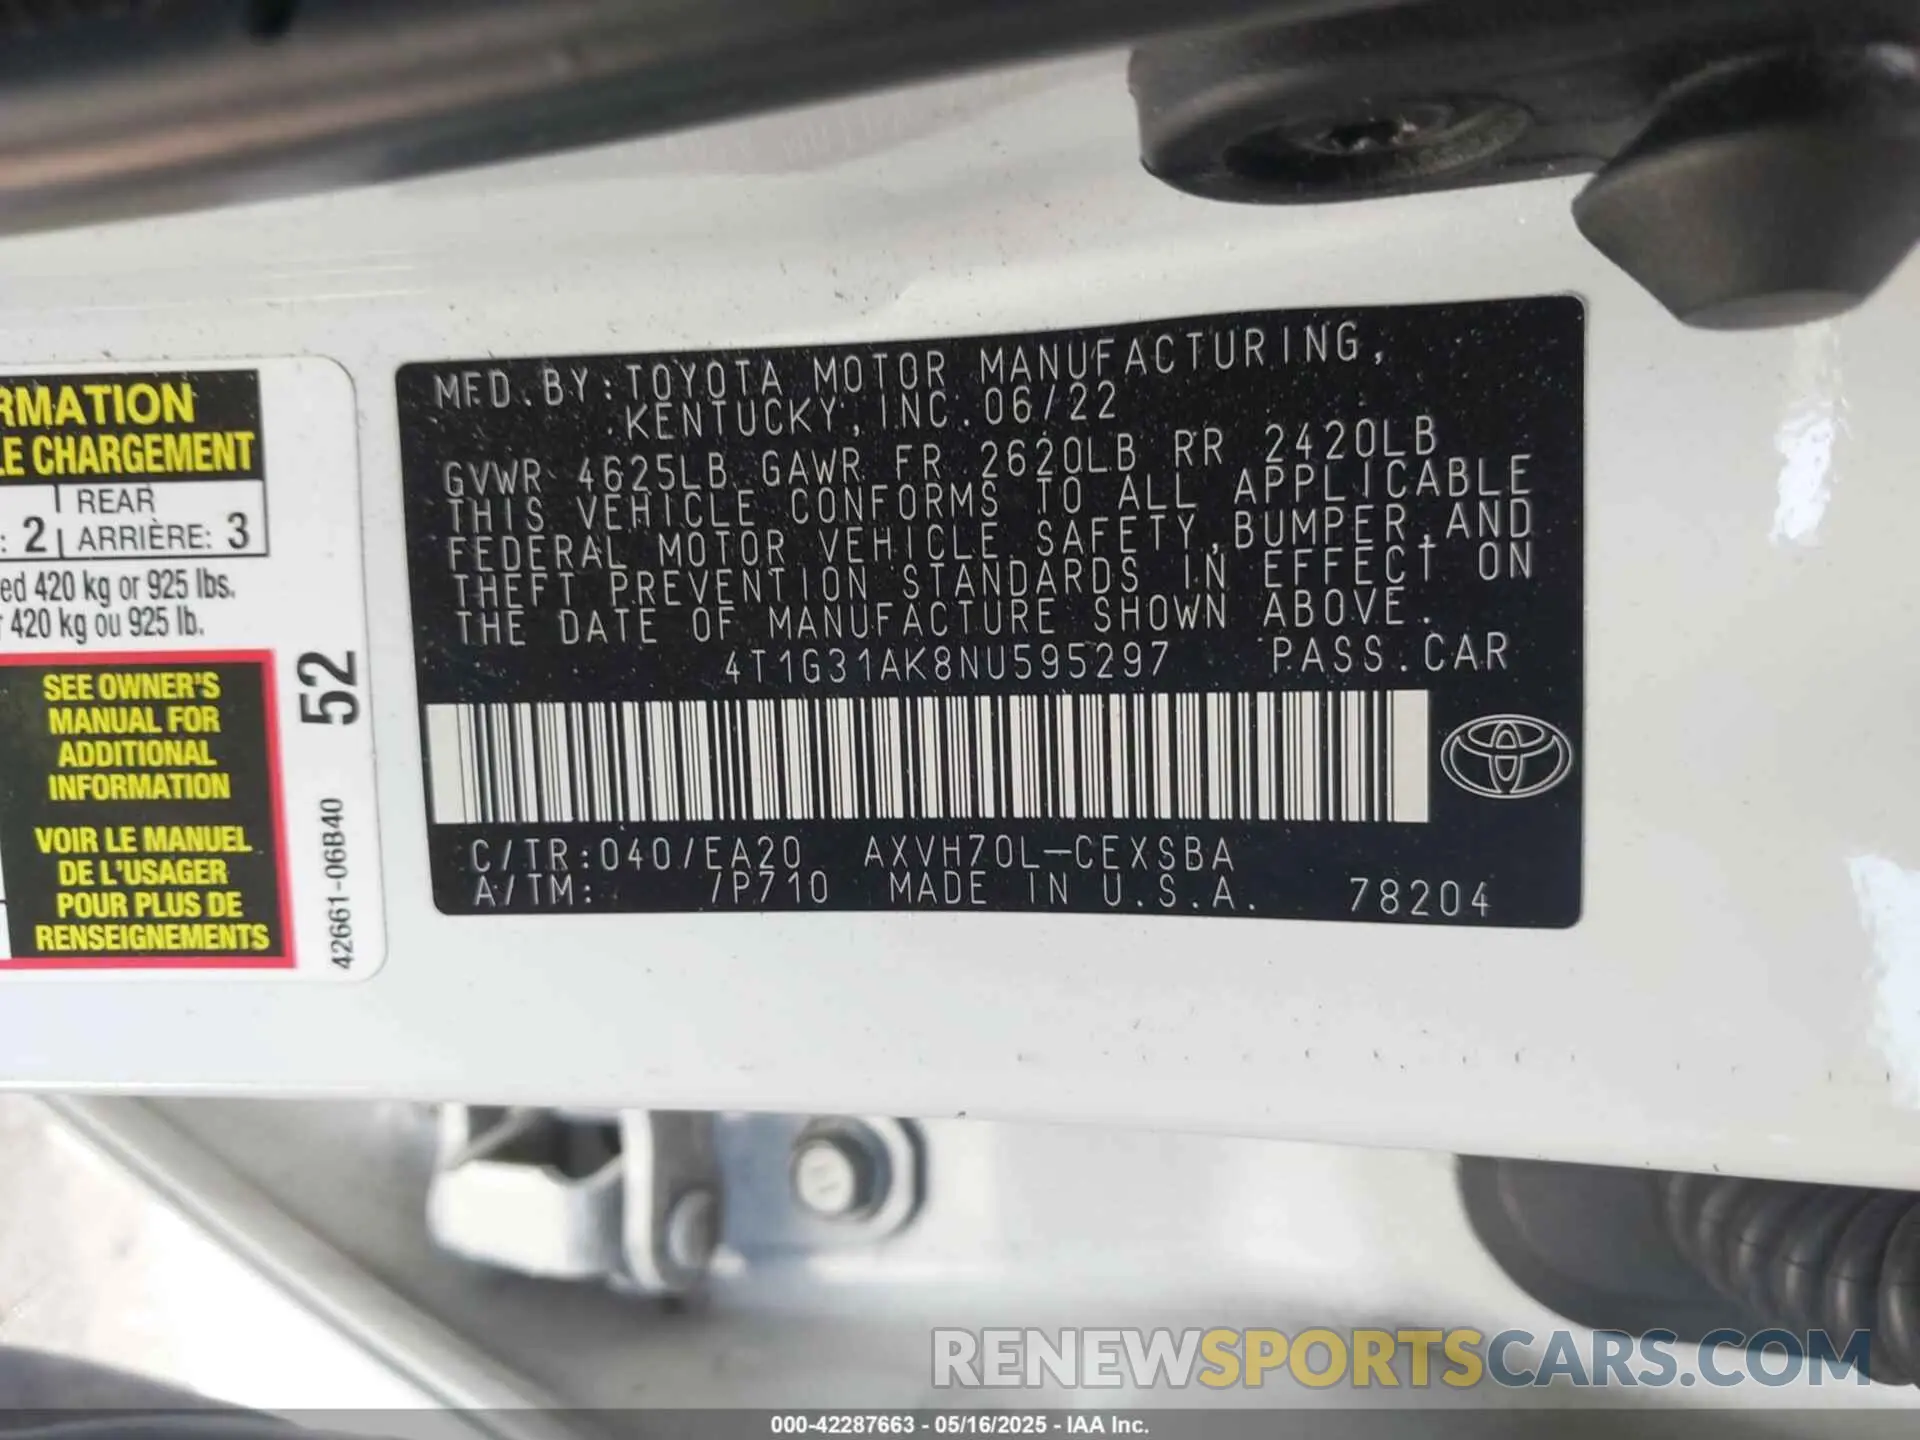 RMATION
LE CHARGEMENT
REAR
: 2 ARRIÈRE: 3
ed 420 kg or 925 lbs.
r 420 kg ou 925 lb.
SEE OWNER'S
MANUAL FOR
ADDITIONAL
INFORMATION
VOIR LE MANUEL
DE L'USAGER
POUR PLUS DE
RENSEIGNEMENTS
52
42661-06B40
MFD. BY: TOYOTA MOTOR MANUFACTURING,
KENTUCKY, INC. 06/22
GVWR 4625LB GAWR FR 2620LB RR 2420LB
THIS VEHICLE CONFORMS TO ALL APPLICABLE
FEDERAL MOTOR VEHICLE SAFETY, BUMPER, AND
THEFT PREVENTION STANDARDS IN EFFECT ON
THE DATE OF MANUFACTURE SHOWN ABOVE.
4T1G31AK8NU595297 PASS.CAR
C/TR:040/EA20 AXVH70L-CEXSBA
A/TM: /P710 MADE IN U.S.A. 78204
RENEWSPORTSCARS.COM
000-42287663 - 05/16/2025 - IAA Inc.